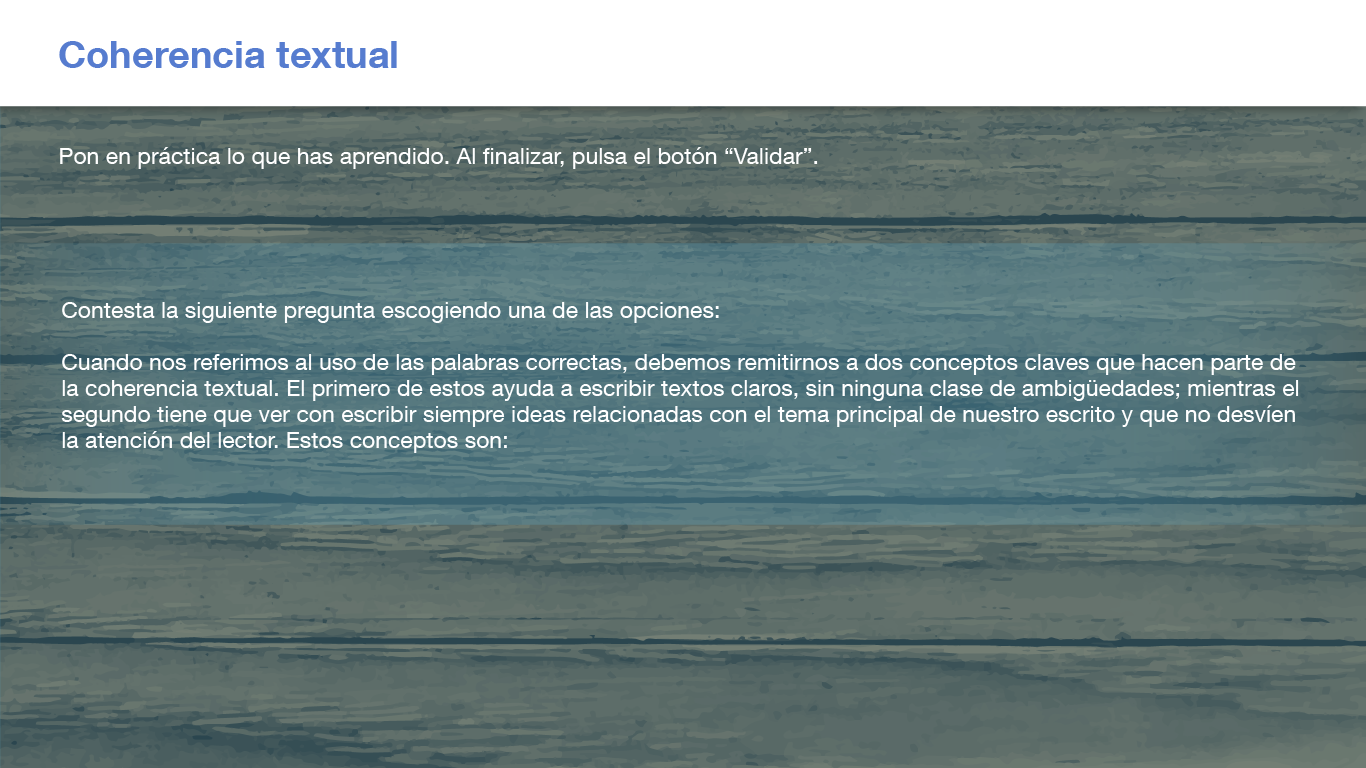 Coherencia textual
Pon en práctica lo que has aprendido. Al finalizar, pulsa el botón “Validar”.
Contesta la siguiente pregunta escogiendo una de las opciones:
Cuando nos referimos al uso de las palabras correctas, debemos remitirnos a dos conceptos claves que hacen parte de
la coherencia textual. El primero de estos ayuda a escribir textos claros, sin ninguna clase de ambigüedades; mientras el
segundo tiene que ver con escribir siempre ideas relacionadas con el tema principal de nuestro escrito y que no desvíen
la atención del lector. Estos conceptos son: